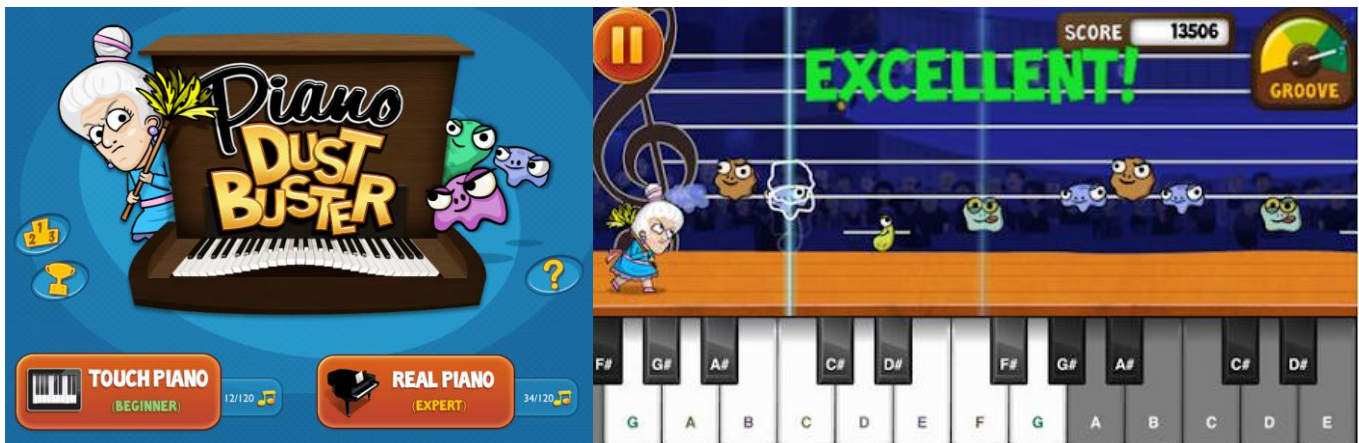 Piano
DUST
BUSTER
1
2 3
?
TOUCH PIANO
(BEGINNER)
12/120
REAL PIANO
(EXPERT)
34/120
SCORE 13506
EXCELLENT!
GROOVE
F# G# A# C# D# F# G# A# C# D#
G A B C D E F G A B C D E